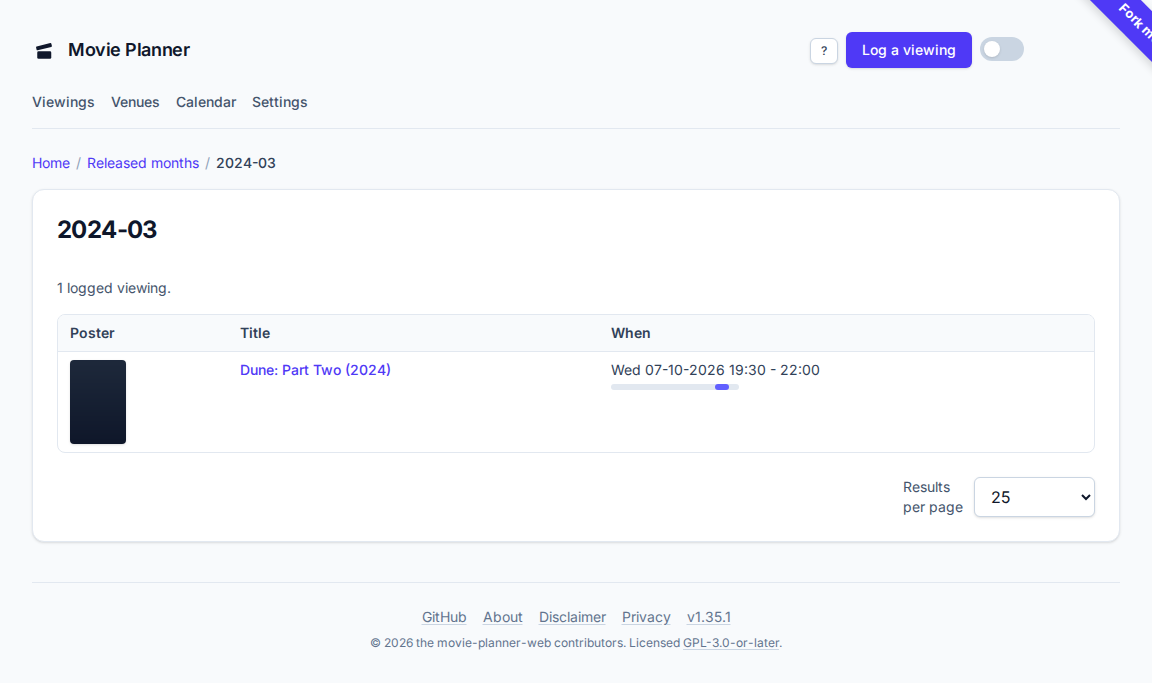 Fork m
Movie Planner
?
Log a viewing
Viewings Venues Calendar Settings
Home / Released months / 2024-03
2024-03
1 logged viewing.
Poster Title When
Dune: Part Two (2024) Wed 07-10-2026 19:30 - 22:00
Results
per page
25
GitHub About Disclaimer Privacy v1.35.1
© 2026 the movie-planner-web contributors. Licensed GPL-3.0-or-later.